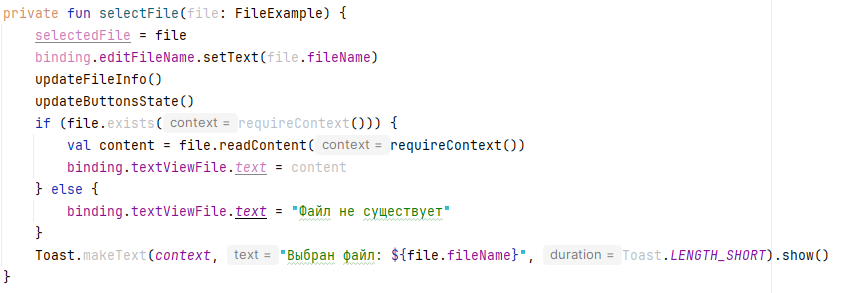 private fun selectFile(file: FileExample) {
selectedFile = file
binding.editFileName.setText(file.fileName)
updateFileInfo()
updateButtonsState()
if (file.exists( context = requireContext())) {
val content = file.readContent( context = requireContext())
binding.textViewFile.text = content
} else {
binding.textViewFile.text = "Файл не существует"
}
Toast.makeText(context, text = "Выбран файл: ${file.fileName}", duration = Toast.LENGTH_SHORT).show()
}